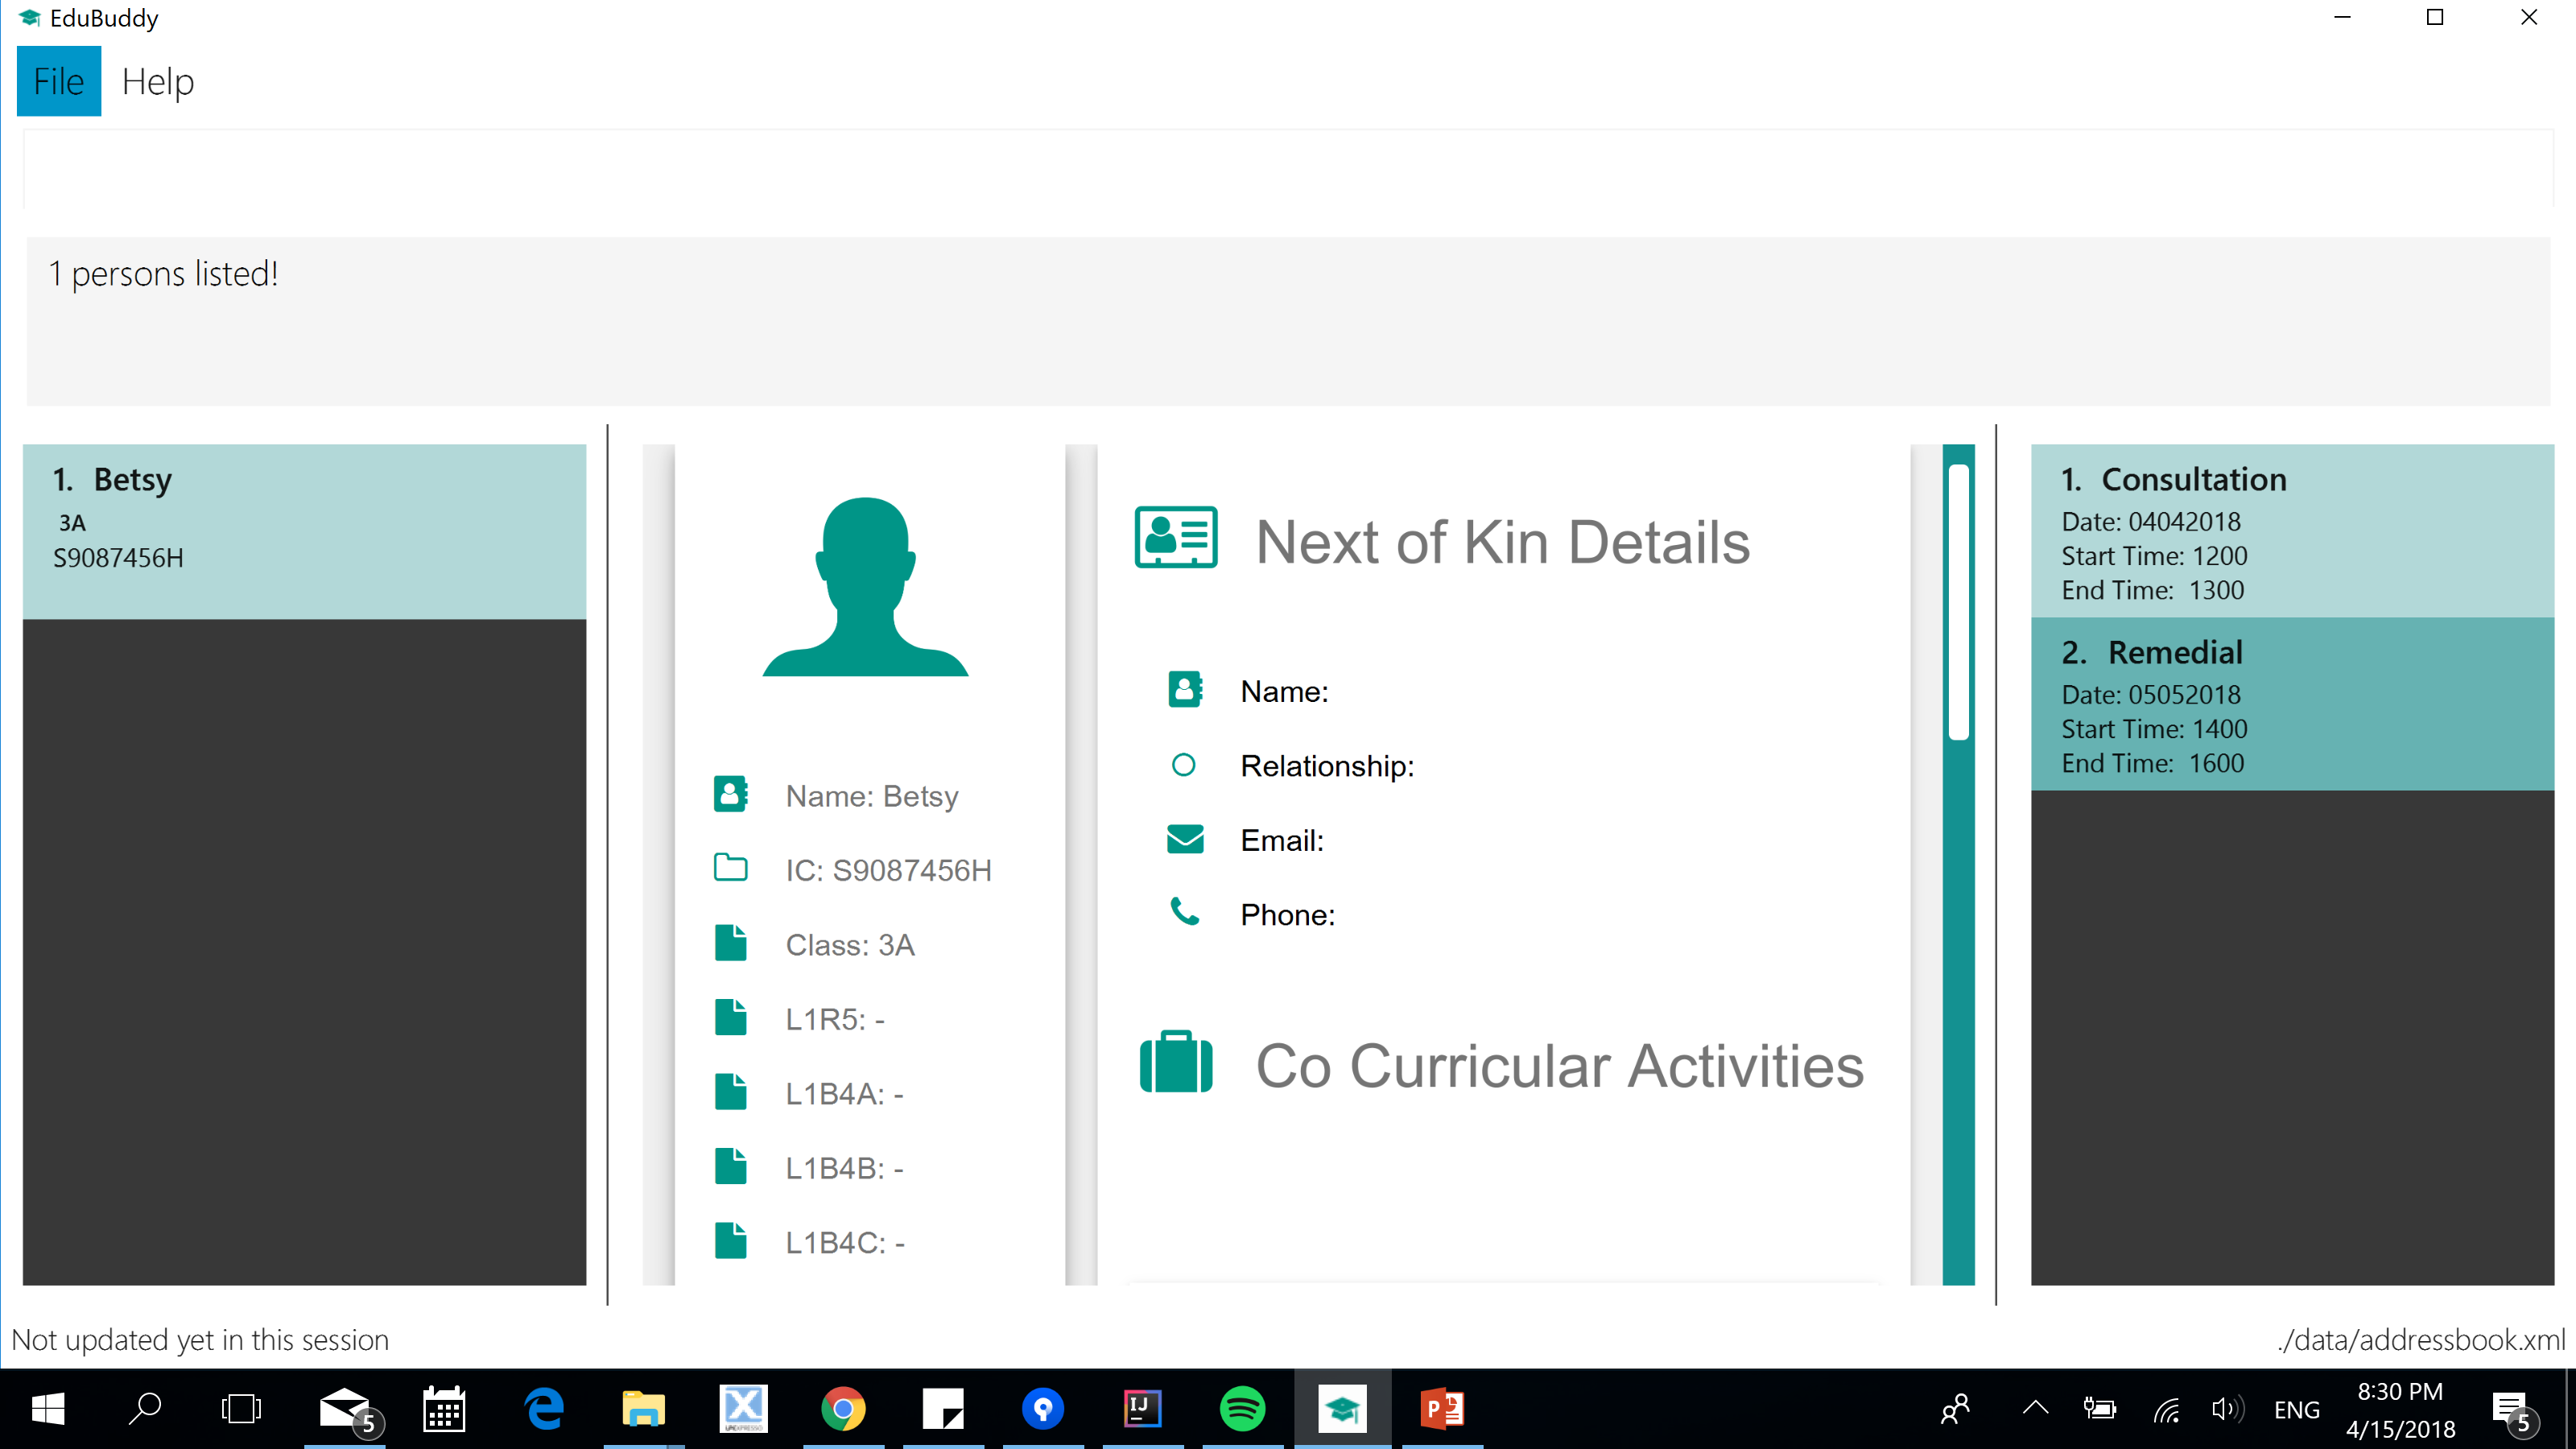 EduBuddy
File Help
1 persons listed!
1. Betsy
3A
S9087456H
Name: Betsy
IC: S9087456H
Class: 3A
L1R5: -
L1B4A: -
L1B4B: -
L1B4C: -
Next of Kin Details
Name:
Relationship:
Email:
Phone:
Co Curricular Activities
1. Consultation
Date: 04042018
Start Time: 1200
End Time: 1300
2. Remedial
Date: 05052018
Start Time: 1400
End Time: 1600
Not updated yet in this session
./data/addressbook.xml
5
X
IJ
P
ENG
8:30 PM
4/15/2018
5